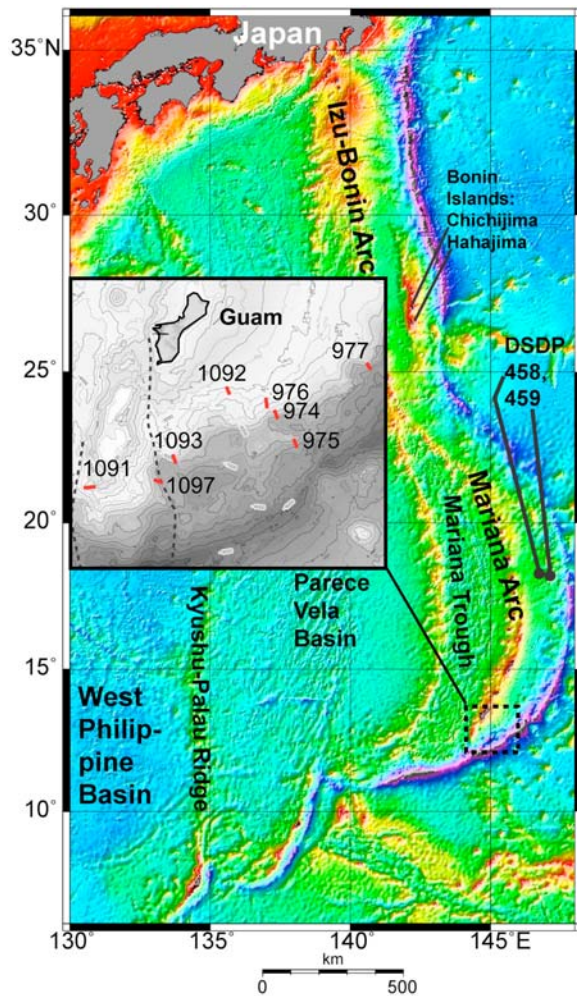 Japan
35°N
Izu-Bonin Arc
Bonin
Islands:
Chichijima
Hahajima
30°
Guam
977
1092
976
974
975
1093
1091
1097
25°
DSDP
458,
459
Mariana Arc
Mariana Trough
20°
Parece
Vela
Basin
Kyushu-Palau Ridge
15°
West
Philip-
pine
Basin
10°
130°
135°
140°
145°E
km
0
500